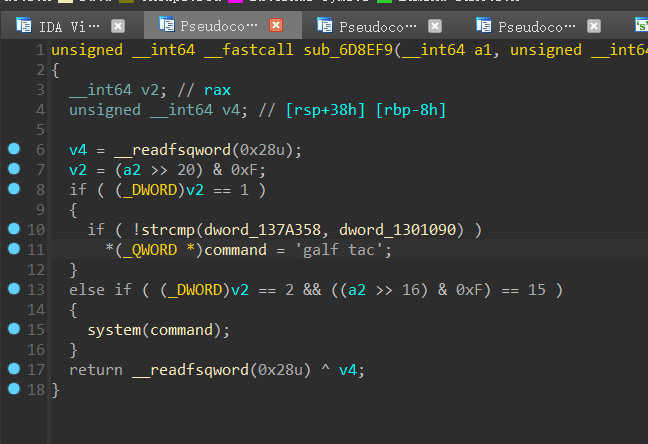 IDA Vi···
Pseudoco···
Pseudoco···
Pseudoco···
1 unsigned __int64 __fastcall sub_6D8EF9(__int64 a1, unsigned __int64
2 {
3   __int64 v2; // rax
4   unsigned __int64 v4; // [rsp+38h] [rbp-8h]
5
6   v4 = __readfsqword(0x28u);
7   v2 = (a2 >> 20) & 0xF;
8   if ( (_DWORD)v2 == 1 )
9   {
10     if ( !strcmp(dword_137A358, dword_1301090) )
11       *(_QWORD *)command = 'galf tac';
12   }
13   else if ( (_DWORD)v2 == 2 && ((a2 >> 16) & 0xF) == 15 )
14   {
15     system(command);
16   }
17   return __readfsqword(0x28u) ^ v4;
18 }